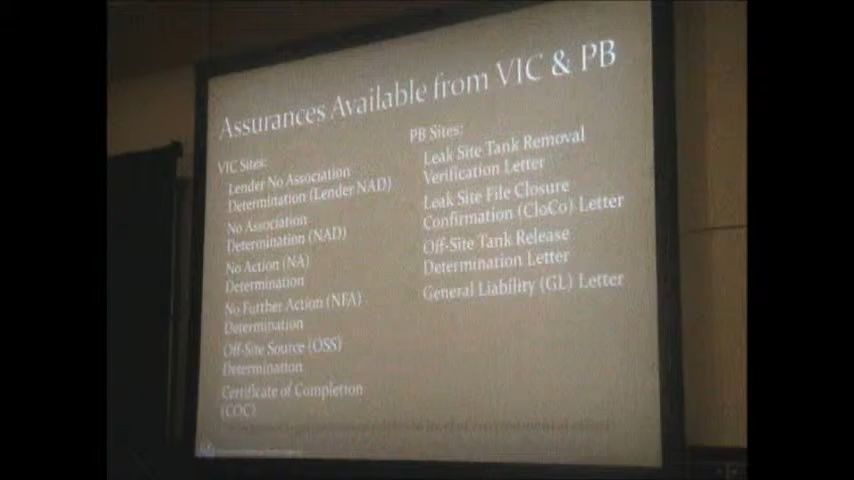 Assurances Available from VIC & PB
VIC Sites:
Lender No Association
Determination (Lender NAD)
No Association
Determination (NAD)
No Action (NA)
Determination
No Further Action (NFA)
Determination
Off-Site Source (OSS)
Determination
Certificate of Completion
(COC)
PB Sites:
Leak Site Tank Removal
Verification Letter
Leak Site File Closure
Confirmation (CloCo) Letter
Off-Site Tank Release
Determination Letter
General Liability (GL) Letter